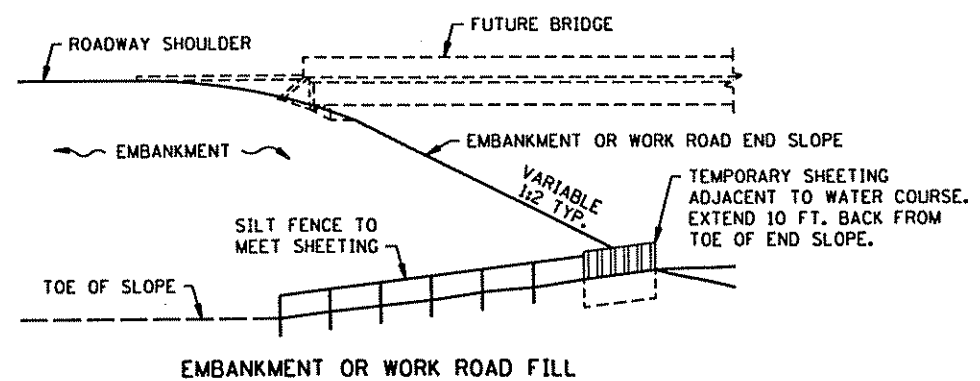 FUTURE BRIDGE
ROADWAY SHOULDER
EMBANKMENT
EMBANKMENT OR WORK ROAD END SLOPE
VARIABLE
1:2 TYP.
TEMPORARY SHEETING
ADJACENT TO WATER COURSE.
EXTEND 10 FT. BACK FROM
TOE OF END SLOPE.
SILT FENCE TO
MEET SHEETING
TOE OF SLOPE
EMBANKMENT OR WORK ROAD FILL